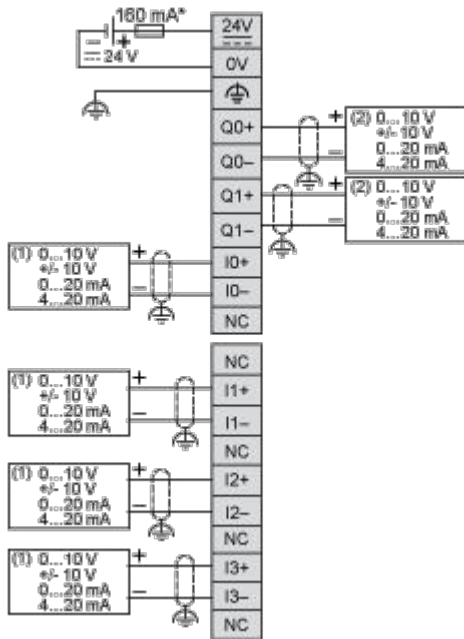 160 mA*
+
24 V
24V
0V
Q0+
Q0–
Q1+
Q1–
I0+
I0–
NC
+
–
(2) 0... 10 V
+/- 10 V
0...20 mA
4...20 mA
+
–
(2) 0... 10 V
+/- 10 V
0...20 mA
4...20 mA
(1) 0...10 V
+/- 10 V
0...20 mA
4...20 mA
+
–
NC
I1+
I1–
NC
I2+
I2–
NC
I3+
I3–
NC
(1) 0...10 V
+/- 10 V
0...20 mA
4...20 mA
+
–
(1) 0...10 V
+/- 10 V
0...20 mA
4...20 mA
+
–
(1) 0...10 V
+/- 10 V
0...20 mA
4...20 mA
+
–